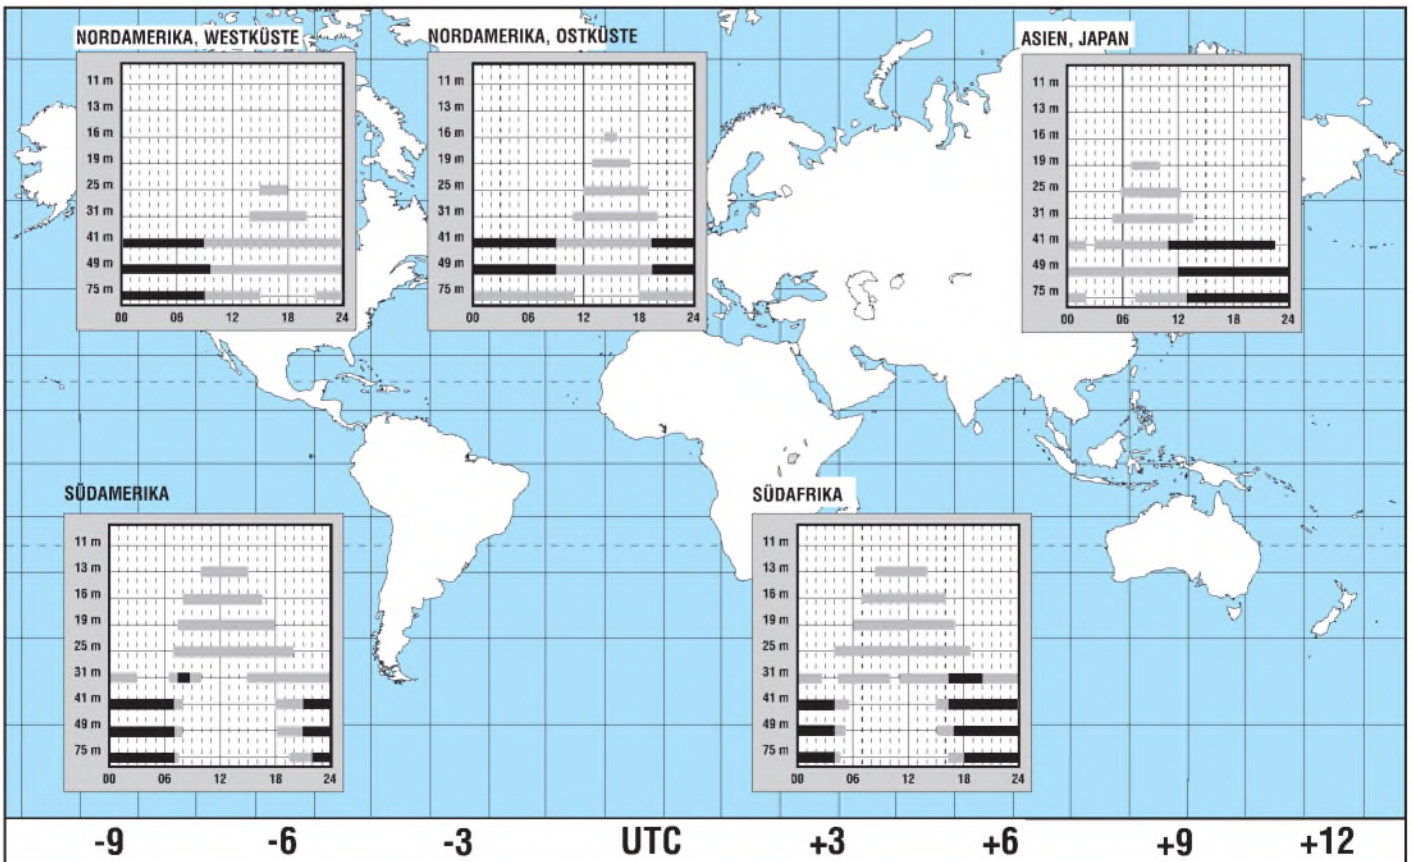 NORDAMERIKA, WESTKÜSTE
11 m
13 m
16 m
19 m
25 m
31 m
41 m
49 m
75 m
00 06 12 18 24
NORDAMERIKA, OSTKÜSTE
11 m
13 m
16 m
19 m
25 m
31 m
41 m
49 m
75 m
00 06 12 18 24
ASIEN, JAPAN
11 m
13 m
16 m
19 m
25 m
31 m
41 m
49 m
75 m
00 06 12 18 24
SÜDAMERIKA
11 m
13 m
16 m
19 m
25 m
31 m
41 m
49 m
75 m
00 06 12 18 24
SÜDAFRIKA
11 m
13 m
16 m
19 m
25 m
31 m
41 m
49 m
75 m
00 06 12 18 24
-9 -6 -3 UTC +3 +6 +9 +12